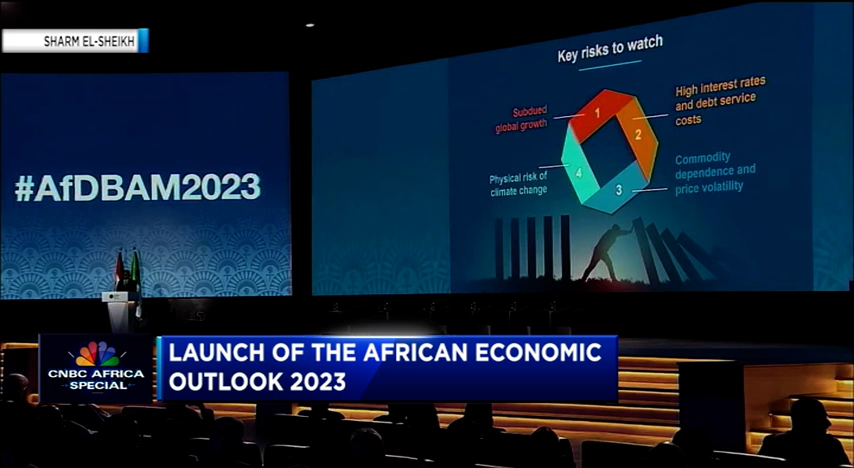 SHARM EL-SHEIKH
#AfDBAM2023
Key risks to watch
1
Subdued
global growth
2
High interest rates
and debt service
costs
3
Commodity
dependence and
price volatility
4
Physical risk of
climate change
CNBC AFRICA
SPECIAL
LAUNCH OF THE AFRICAN ECONOMIC
OUTLOOK 2023